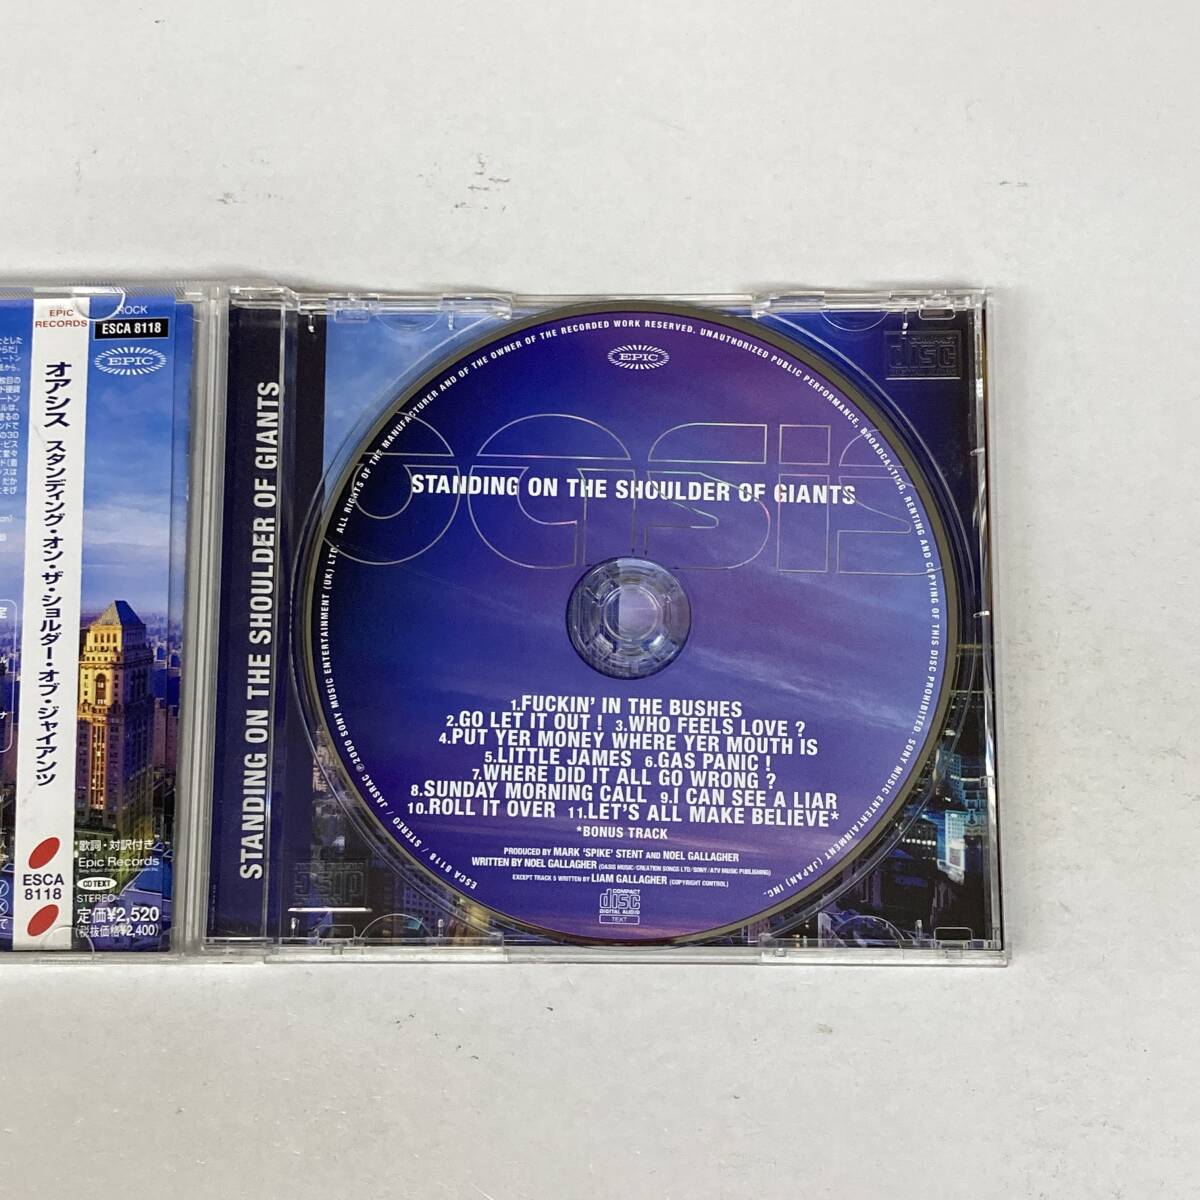 EPIC
RECORDS
オアシス スタンディング・オン・ザ・ショルダー・オブ・ジャイアンツ
ESCA
8118
ROCK
ESCA 8118
EPIC
歌詞・対訳付き
Epic Records
CD TEXT
STEREO
定価¥2,520
(税抜価格¥2,400)
STANDING ON THE SHOULDER OF GIANTS
ALL RIGHTS OF THE MANUFACTURER AND OF THE OWNER OF THE RECORDED WORK RESERVED. UNAUTHORIZED PUBLIC PERFORMANCE, BROADCASTING, RENTING AND COPYING OF THIS DISC PROHIBITED. SONY MUSIC ENTERTAINMENT (JAPAN) INC.
ESCA 8118 / STEREO / JASRAC ℗ 2000 SONY MUSIC ENTERTAINMENT (UK) LTD.
EPIC
oasis
STANDING ON THE SHOULDER OF GIANTS
1.FUCKIN' IN THE BUSHES
2.GO LET IT OUT ! 3.WHO FEELS LOVE ?
4.PUT YER MONEY WHERE YER MOUTH IS
5.LITTLE JAMES 6.GAS PANIC !
7.WHERE DID IT ALL GO WRONG ?
8.SUNDAY MORNING CALL 9.I CAN SEE A LIAR
10.ROLL IT OVER 11.LET'S ALL MAKE BELIEVE*
*BONUS TRACK
PRODUCED BY MARK 'SPIKE' STENT AND NOEL GALLAGHER
WRITTEN BY NOEL GALLAGHER (OASIS MUSIC/CREATION SONGS LTD/SONY/ATV MUSIC PUBLISHING)
EXCEPT TRACK 5 WRITTEN BY LIAM GALLAGHER (COPYRIGHT CONTROL)
COMPACT
disc
DIGITAL AUDIO
TEXT
COMPACT
disc